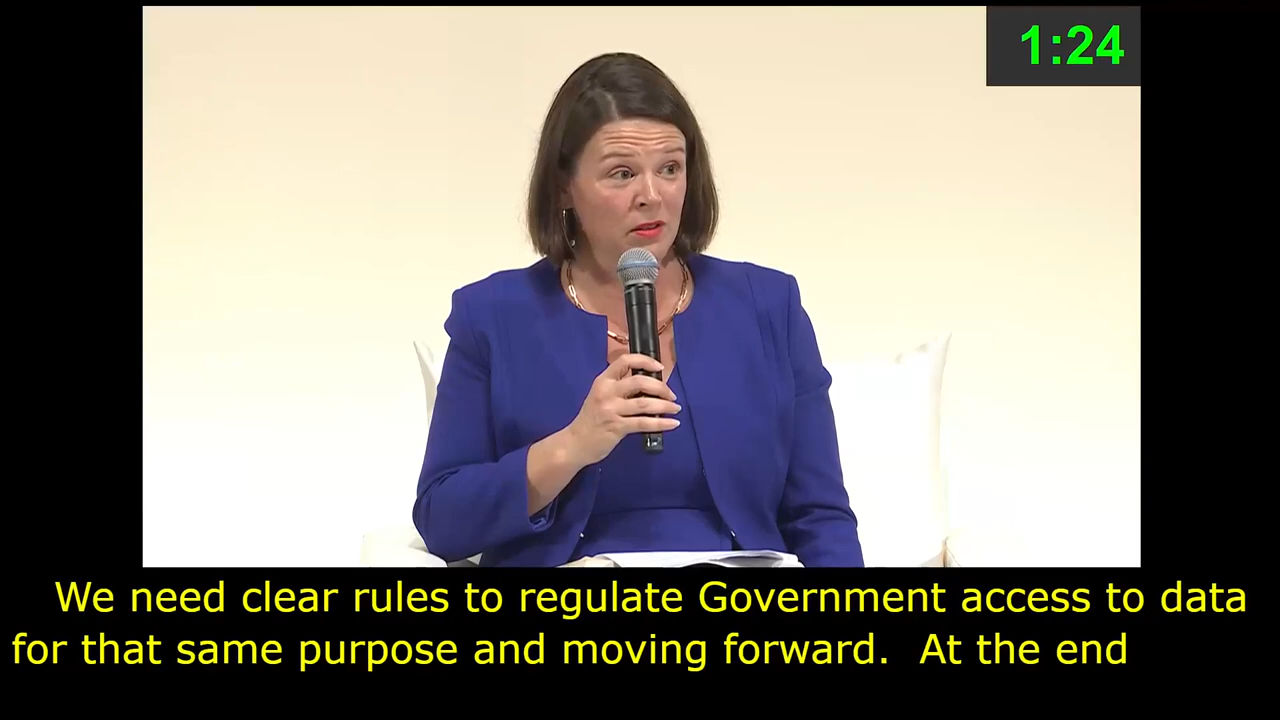 1:24
We need clear rules to regulate Government access to data
for that same purpose and moving forward.  At the end